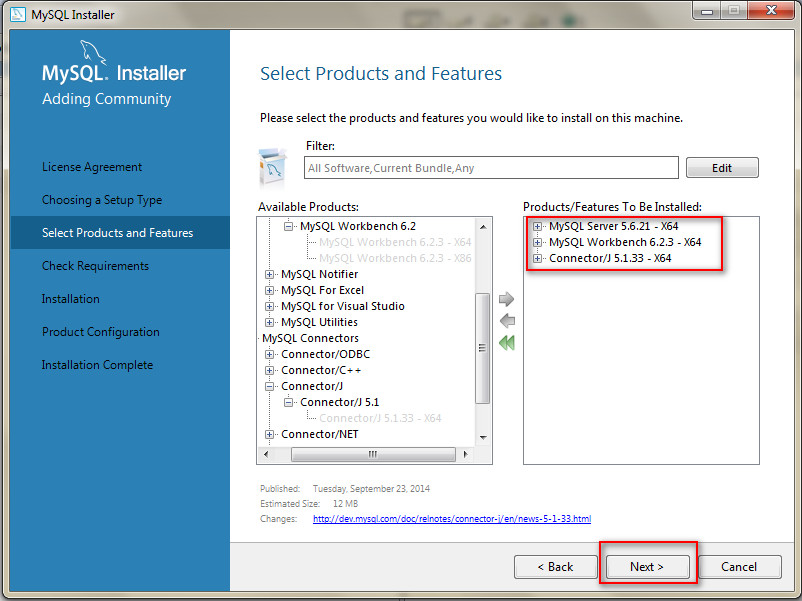 MySQL Installer
MySQL. Installer
Adding Community
License Agreement
Choosing a Setup Type
Select Products and Features
Check Requirements
Installation
Product Configuration
Installation Complete
Select Products and Features
Please select the products and features you would like to install on this machine.
Filter:
All Software,Current Bundle,Any
Edit
Available Products:
MySQL Workbench 6.2
MySQL Workbench 6.2.3 - X64
MySQL Workbench 6.2.3 - X86
MySQL Notifier
MySQL For Excel
MySQL for Visual Studio
MySQL Utilities
MySQL Connectors
Connector/ODBC
Connector/C++
Connector/J
Connector/J 5.1
Connector/J 5.1.33 - X64
Connector/NET
Products/Features To Be Installed:
MySQL Server 5.6.21 - X64
MySQL Workbench 6.2.3 - X64
Connector/J 5.1.33 - X64
Published: Tuesday, September 23, 2014
Estimated Size: 12 MB
Changes: http://dev.mysql.com/doc/relnotes/connector-j/en/news-5-1-33.html
< Back
Next >
Cancel